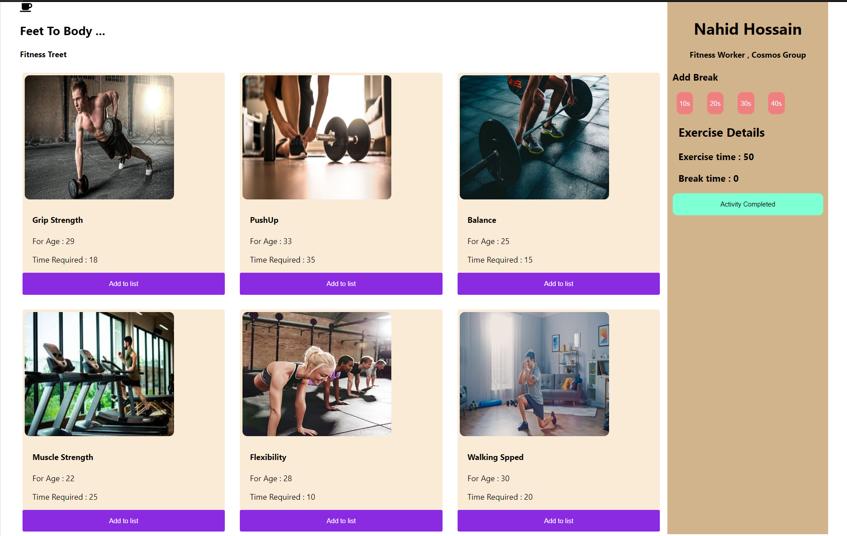 Feet To Body ...
Fitness Treet
Grip Strength
For Age : 29
Time Required : 18
Add to list
PushUp
For Age : 33
Time Required : 35
Add to list
Balance
For Age : 25
Time Required : 15
Add to list
Muscle Strength
For Age : 22
Time Required : 25
Add to list
Flexibility
For Age : 28
Time Required : 10
Add to list
Walking Spped
For Age : 30
Time Required : 20
Add to list
Nahid Hossain
Fitness Worker , Cosmos Group
Add Break
10s 20s 30s 40s
Exercise Details
Exercise time : 50
Break time : 0
Activity Completed